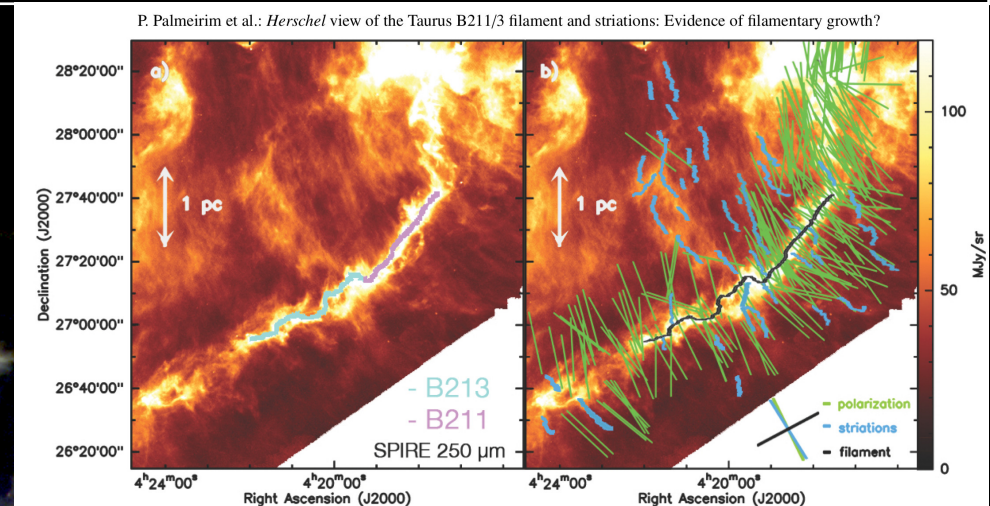 P. Palmeirim et al.: Herschel view of the Taurus B211/3 filament and striations: Evidence of filamentary growth?
a)
b)
28°20'00"
28°00'00"
27°40'00"
27°20'00"
27°00'00"
26°40'00"
26°20'00"
Declination (J2000)
1 pc
1 pc
- B213
- B211
SPIRE 250 µm
polarization
striations
filament
100
50
0
MJy/sr
4h24m00s
4h20m00s
4h24m00s
4h20m00s
Right Ascension (J2000)
Right Ascension (J2000)